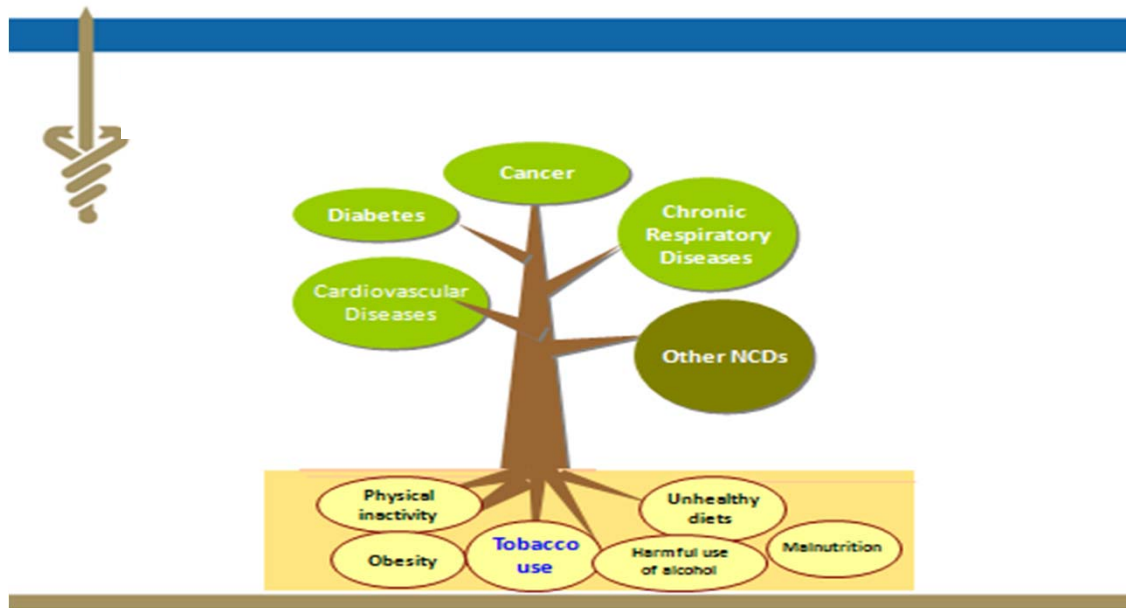 Cancer
Diabetes
Chronic
Respiratory
Diseases
Cardiovascular
Diseases
Other NCDs
Physical
inactivity
Unhealthy
diets
Obesity
Tobacco
use
Harmful use
of alcohol
Malnutrition